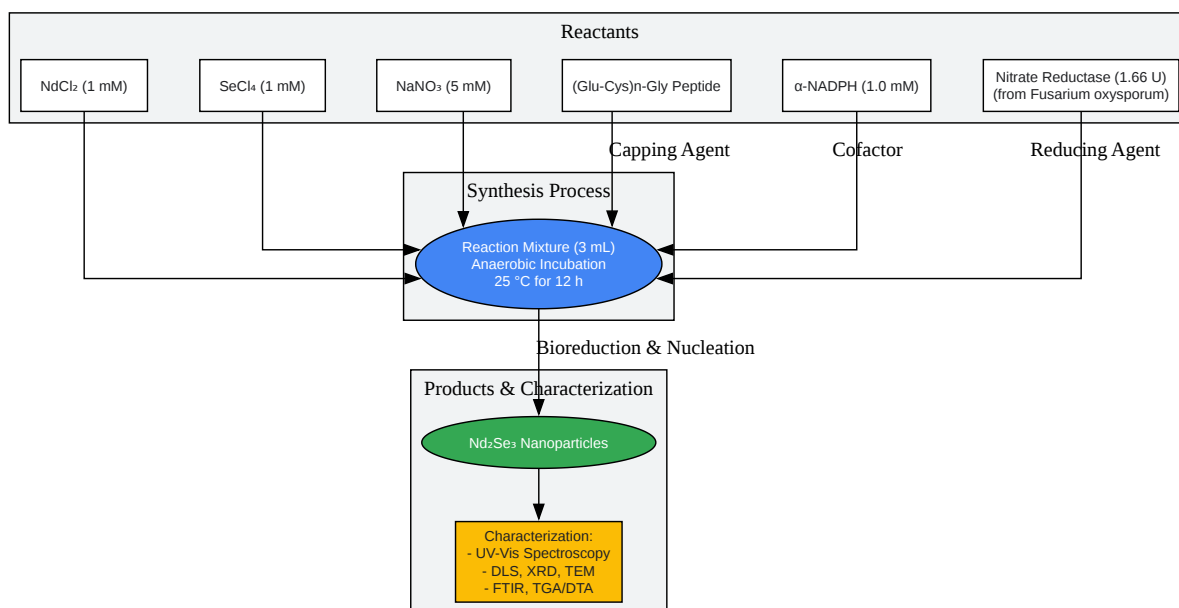 Reactants
NdCl₂ (1 mM)
SeCl₄ (1 mM)
NaNO₃ (5 mM)
(Glu-Cys)n-Gly Peptide
α-NADPH (1.0 mM)
Nitrate Reductase (1.66 U)
(from Fusarium oxysporum)
Capping Agent
Cofactor
Reducing Agent
Synthesis Process
Reaction Mixture (3 mL)
Anaerobic Incubation
25 °C for 12 h
Bioreduction & Nucleation
Products & Characterization
Nd₂Se₃ Nanoparticles
Characterization:
- UV-Vis Spectroscopy
- DLS, XRD, TEM
- FTIR, TGA/DTA